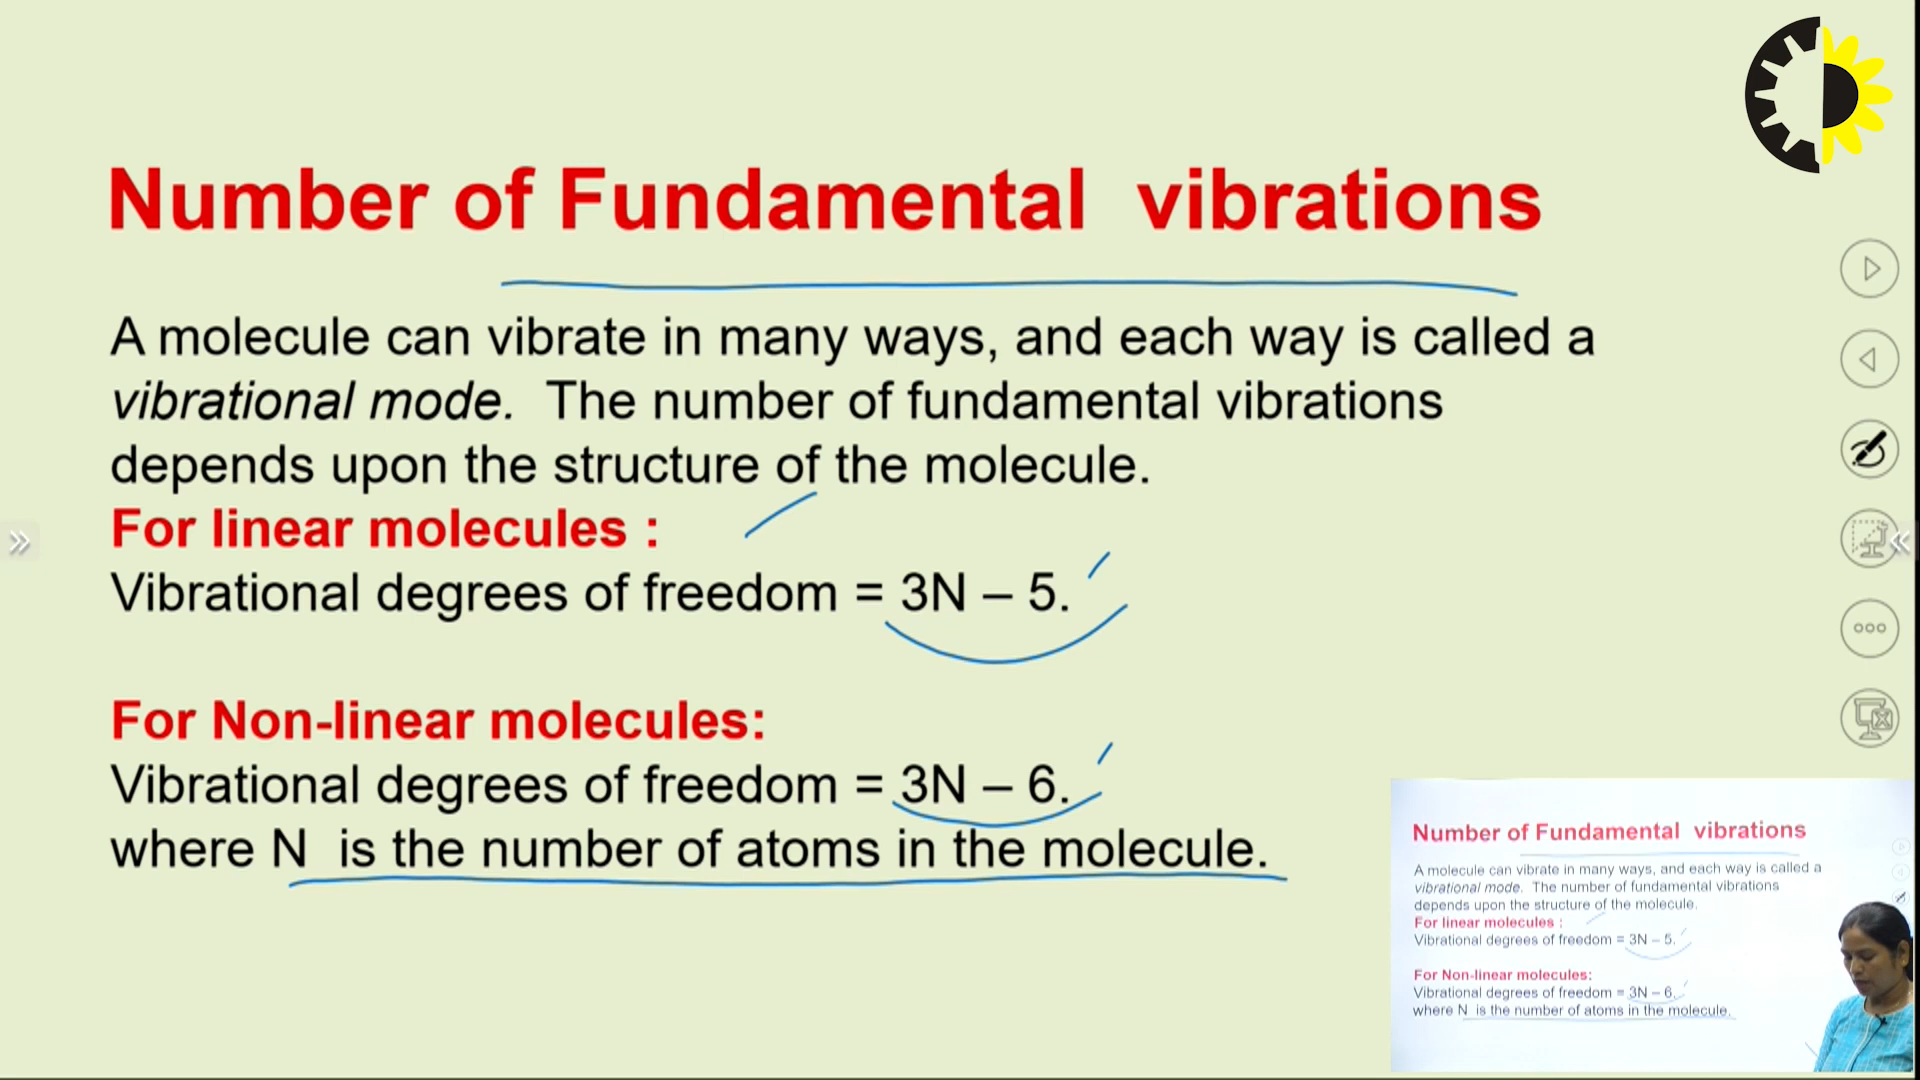 Number of Fundamental vibrations
A molecule can vibrate in many ways, and each way is called a
vibrational mode. The number of fundamental vibrations
depends upon the structure of the molecule.
For linear molecules :
Vibrational degrees of freedom = 3N – 5.
For Non-linear molecules:
Vibrational degrees of freedom = 3N – 6.
where N is the number of atoms in the molecule.
Number of Fundamental vibrations
A molecule can vibrate in many ways, and each way is called a
vibrational mode. The number of fundamental vibrations
depends upon the structure of the molecule.
For linear molecules :
Vibrational degrees of freedom = 3N – 5.
For Non-linear molecules:
Vibrational degrees of freedom = 3N – 6.
where N is the number of atoms in the molecule.